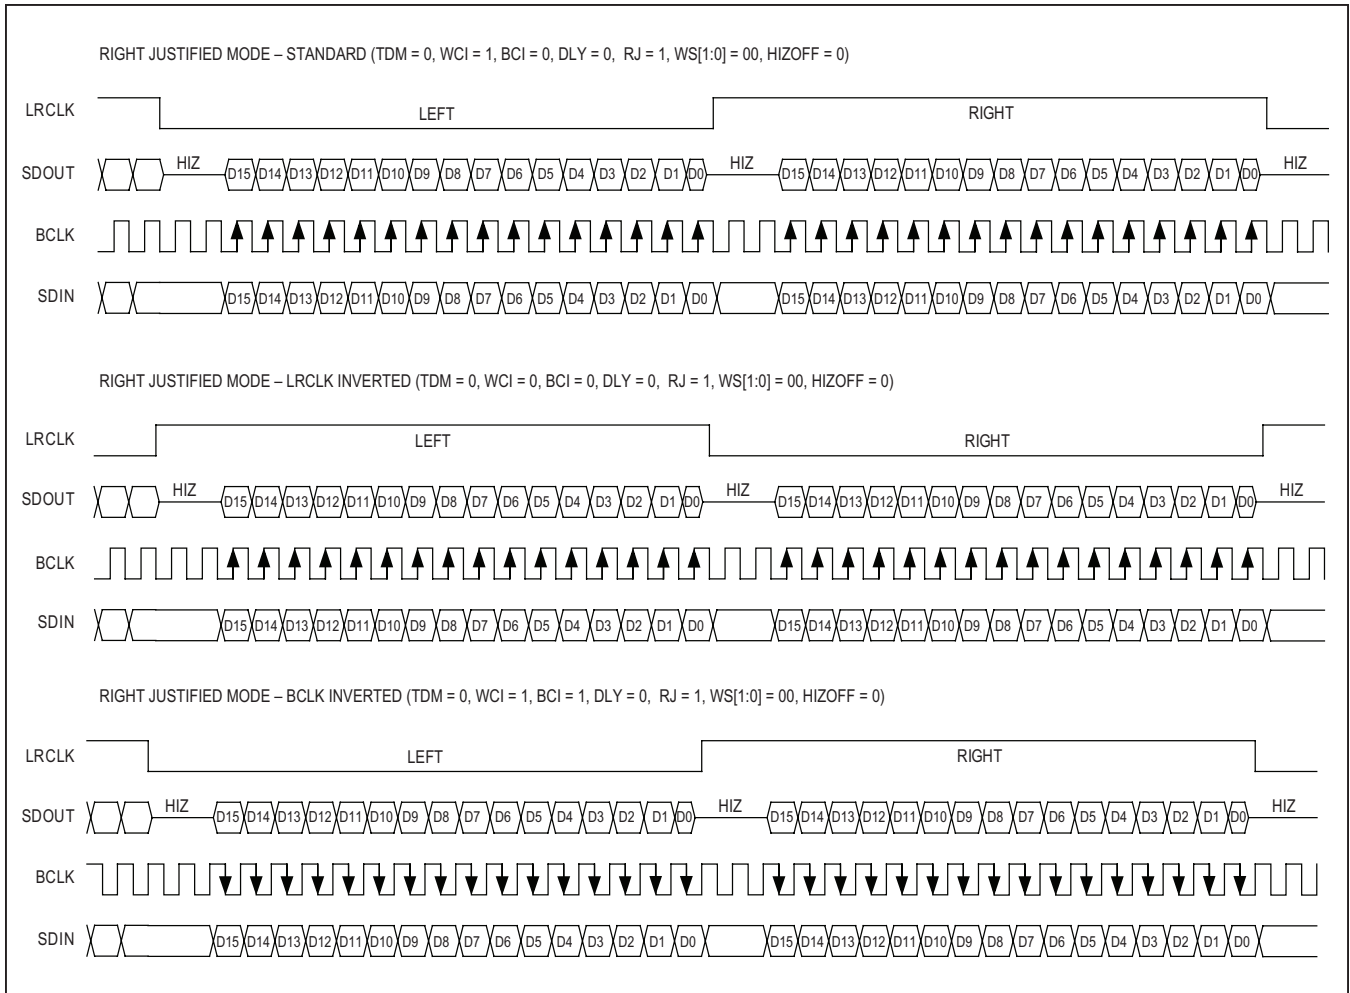 RIGHT JUSTIFIED MODE – STANDARD (TDM = 0, WCI = 1, BCI = 0, DLY = 0, RJ = 1, WS[1:0] = 00, HIZOFF = 0)
LRCLK LEFT RIGHT
SDOUT HIZ D15 D14 D13 D12 D11 D10 D9 D8 D7 D6 D5 D4 D3 D2 D1 D0 HIZ D15 D14 D13 D12 D11 D10 D9 D8 D7 D6 D5 D4 D3 D2 D1 D0 HIZ
BCLK
SDIN D15 D14 D13 D12 D11 D10 D9 D8 D7 D6 D5 D4 D3 D2 D1 D0 D15 D14 D13 D12 D11 D10 D9 D8 D7 D6 D5 D4 D3 D2 D1 D0
RIGHT JUSTIFIED MODE – LRCLK INVERTED (TDM = 0, WCI = 0, BCI = 0, DLY = 0, RJ = 1, WS[1:0] = 00, HIZOFF = 0)
LRCLK LEFT RIGHT
SDOUT HIZ D15 D14 D13 D12 D11 D10 D9 D8 D7 D6 D5 D4 D3 D2 D1 D0 HIZ D15 D14 D13 D12 D11 D10 D9 D8 D7 D6 D5 D4 D3 D2 D1 D0 HIZ
BCLK
SDIN D15 D14 D13 D12 D11 D10 D9 D8 D7 D6 D5 D4 D3 D2 D1 D0 D15 D14 D13 D12 D11 D10 D9 D8 D7 D6 D5 D4 D3 D2 D1 D0
RIGHT JUSTIFIED MODE – BCLK INVERTED (TDM = 0, WCI = 1, BCI = 1, DLY = 0, RJ = 1, WS[1:0] = 00, HIZOFF = 0)
LRCLK LEFT RIGHT
SDOUT HIZ D15 D14 D13 D12 D11 D10 D9 D8 D7 D6 D5 D4 D3 D2 D1 D0 HIZ D15 D14 D13 D12 D11 D10 D9 D8 D7 D6 D5 D4 D3 D2 D1 D0 HIZ
BCLK
SDIN D15 D14 D13 D12 D11 D10 D9 D8 D7 D6 D5 D4 D3 D2 D1 D0 D15 D14 D13 D12 D11 D10 D9 D8 D7 D6 D5 D4 D3 D2 D1 D0